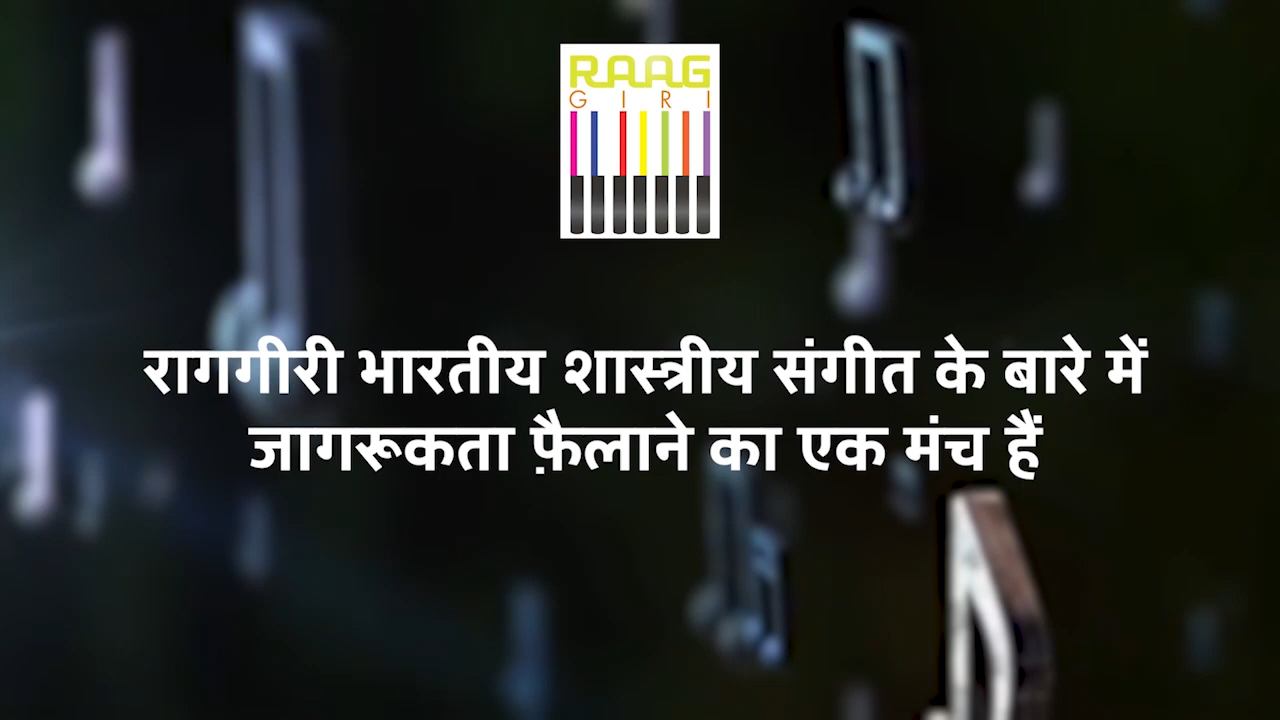 RAAG
GIRI
रागगीरी भारतीय शास्त्रीय संगीत के बारे में
जागरूकता फ़ैलाने का एक मंच हैं